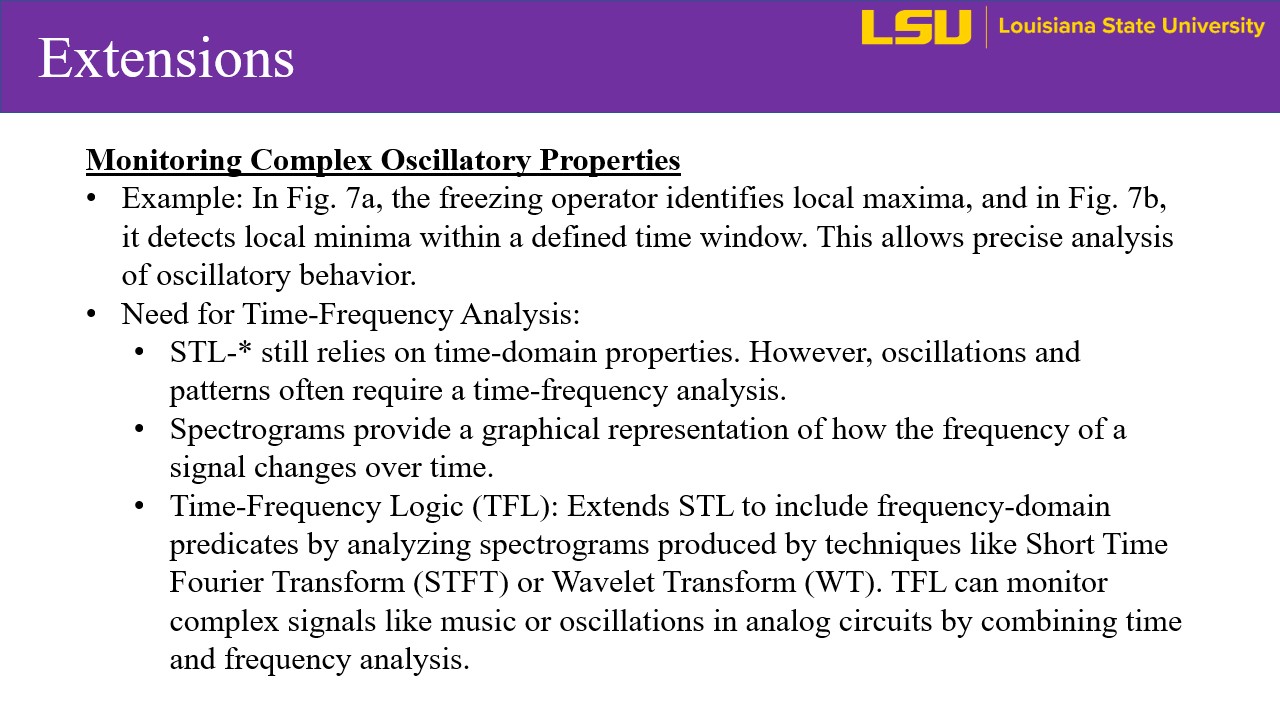 Extensions
LSU
Louisiana State University
Monitoring Complex Oscillatory Properties
• Example: In Fig. 7a, the freezing operator identifies local maxima, and in Fig. 7b,
it detects local minima within a defined time window. This allows precise analysis
of oscillatory behavior.
• Need for Time-Frequency Analysis:
• STL-* still relies on time-domain properties. However, oscillations and
patterns often require a time-frequency analysis.
• Spectrograms provide a graphical representation of how the frequency of a
signal changes over time.
• Time-Frequency Logic (TFL): Extends STL to include frequency-domain
predicates by analyzing spectrograms produced by techniques like Short Time
Fourier Transform (STFT) or Wavelet Transform (WT). TFL can monitor
complex signals like music or oscillations in analog circuits by combining time
and frequency analysis.